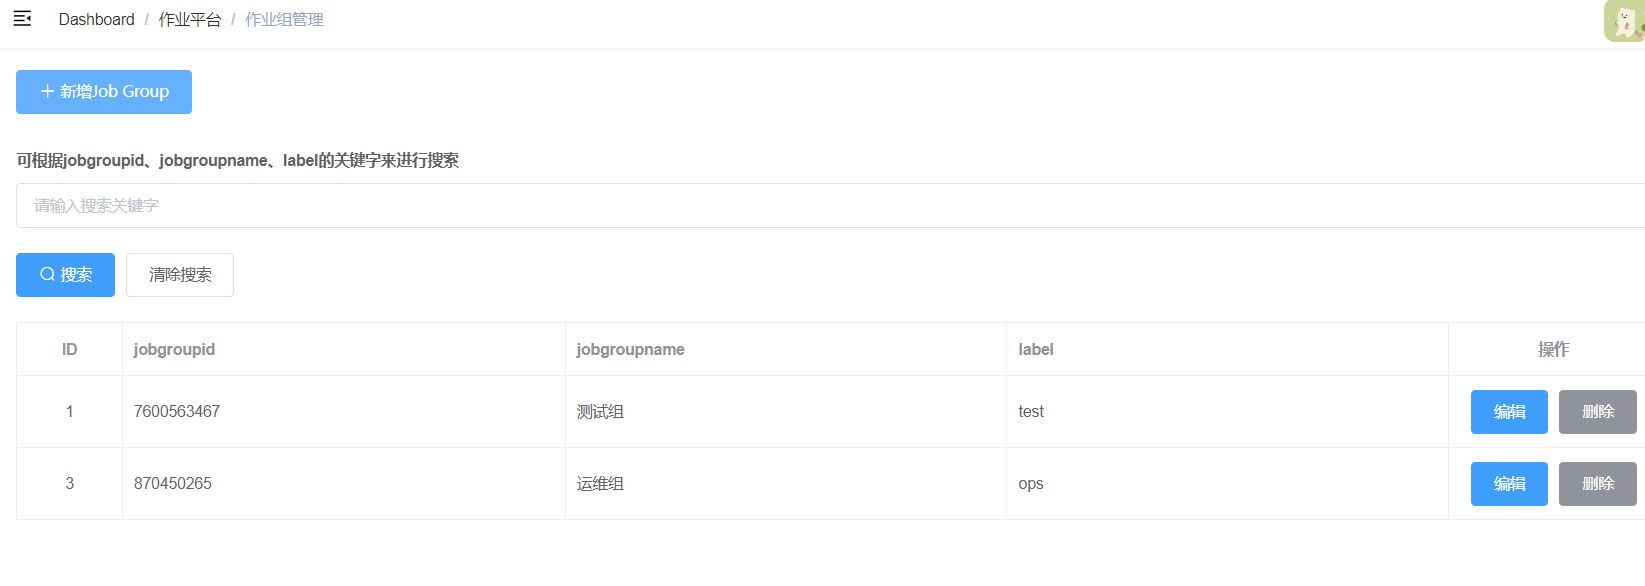 Dashboard / 作业平台 / 作业组管理
新增Job Group
可根据jobgroupid、jobgroupname、label的关键字来进行搜索
请输入搜索关键字
搜索 清除搜索
ID jobgroupid jobgroupname label 操作
1 7600563467 测试组 test 编辑 删除
3 870450265 运维组 ops 编辑 删除